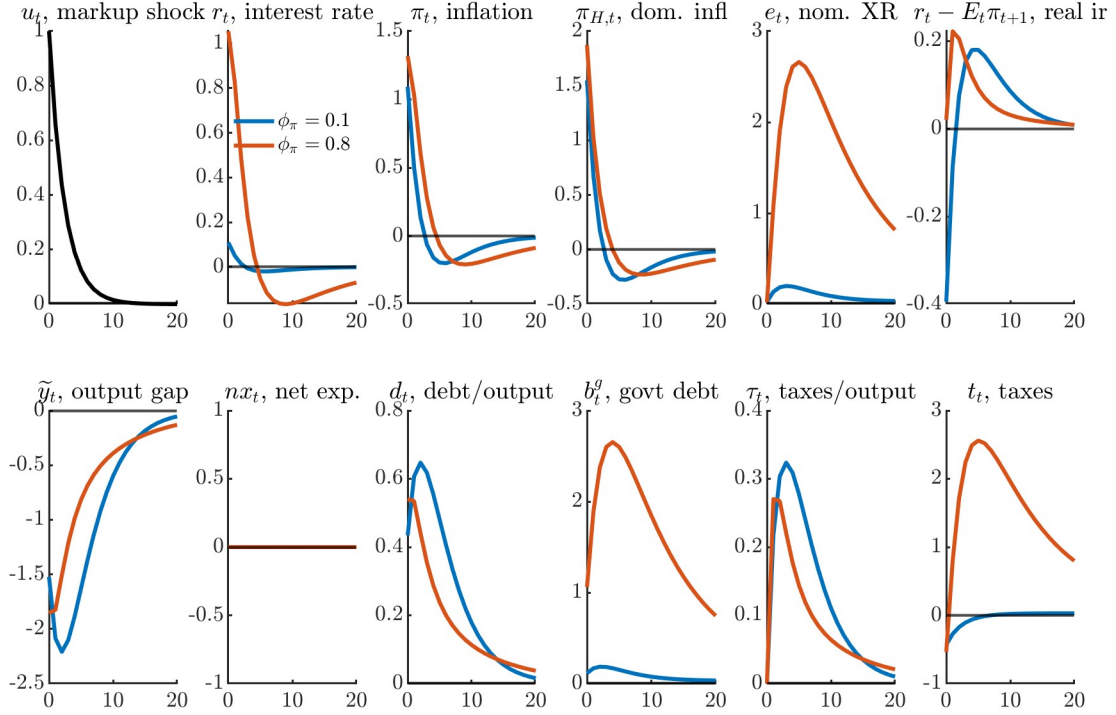 u_t, markup shock
r_t, interest rate
π_t, inflation
π_{H,t}, dom. infl
e_t, nom. XR
r_t − E_tπ_{t+1}, real ir
1
0.8
0.6
0.4
0.2
0
0 10 20
1
0.8
0.6
0.4
0.2
0
0 10 20
ϕ_π = 0.1
ϕ_π = 0.8
1.5
1
0.5
0
-0.5
0 10 20
2
1.5
1
0.5
0
-0.5
0 10 20
3
2
1
0
0 10 20
0.2
0
-0.2
-0.4
0 10 20
ỹ_t, output gap
nx_t, net exp.
d_t, debt/output
b_t^g, govt debt
τ_t, taxes/output
t_t, taxes
0
-0.5
-1
-1.5
-2
-2.5
0 10 20
1
0.5
0
-0.5
-1
0 10 20
0.8
0.6
0.4
0.2
0
0 10 20
3
2
1
0
0 10 20
0.4
0.3
0.2
0.1
0
0 10 20
3
2
1
0
-1
0 10 20